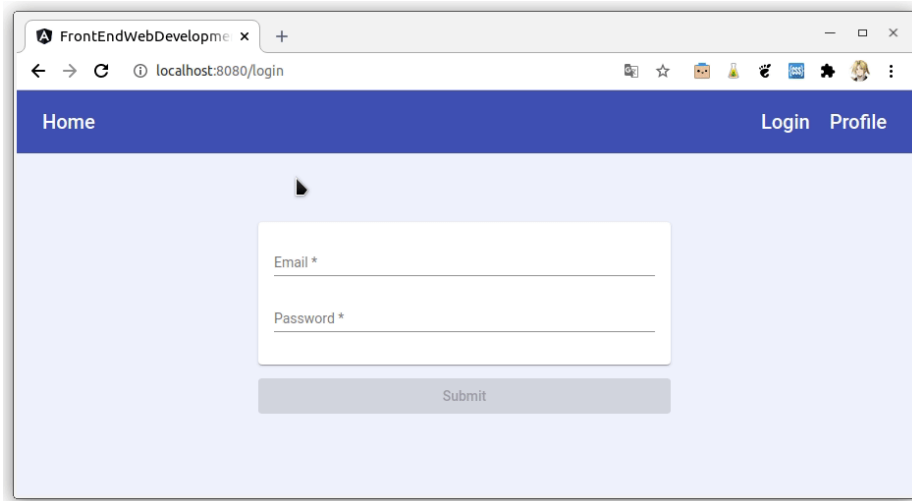 FrontEndWebDevelopme
localhost:8080/login
Home Login Profile
Email *
Password *
Submit